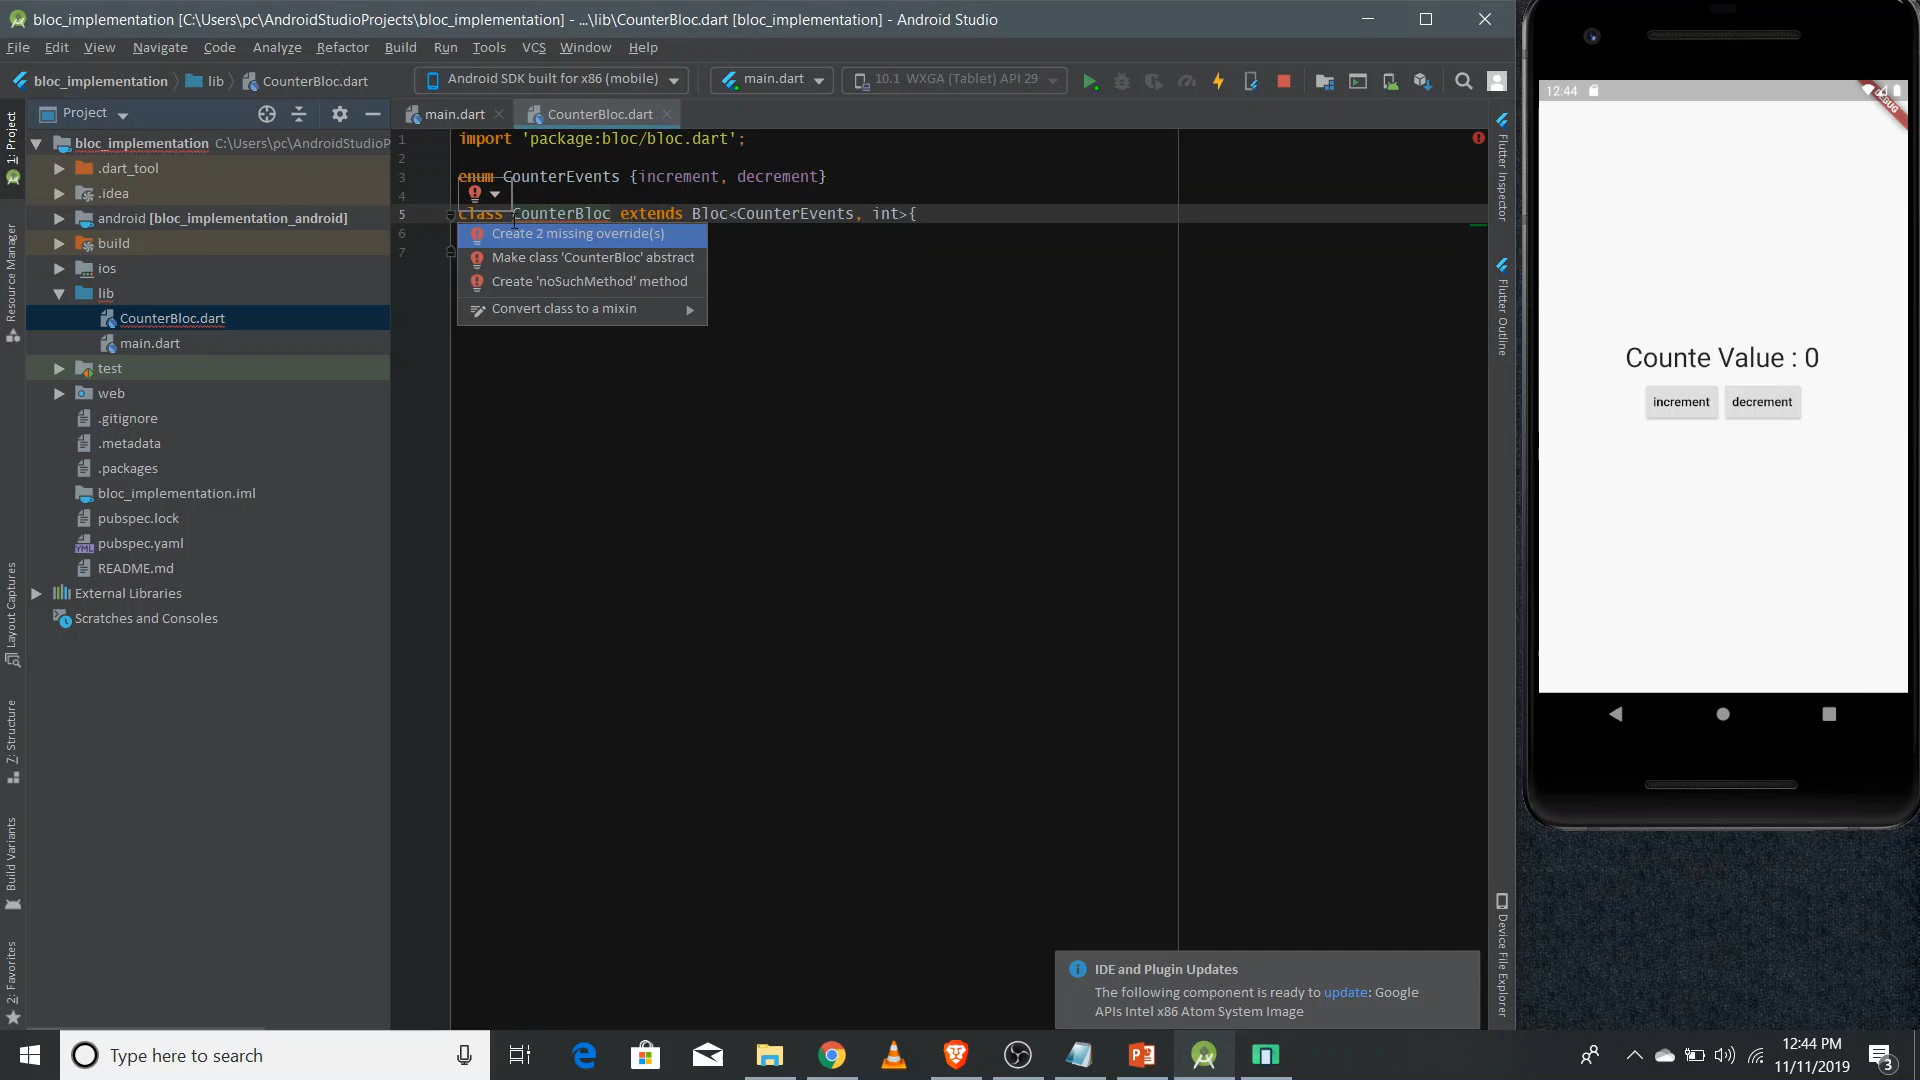 bloc_implementation [C:\Users\pc\AndroidStudioProjects\bloc_implementation] - ...\lib\CounterBloc.dart [bloc_implementation] - Android Studio
File Edit View Navigate Code Analyze Refactor Build Run Tools VCS Window Help
bloc_implementation lib CounterBloc.dart Android SDK built for x86 (mobile) main.dart 10.1 WXGA (Tablet) API 29
Project main.dart CounterBloc.dart
bloc_implementation C:\Users\pc\AndroidStudioP
.dart_tool
.idea
android [bloc_implementation_android]
build
ios
lib
CounterBloc.dart
main.dart
test
web
.gitignore
.metadata
.packages
bloc_implementation.iml
pubspec.lock
pubspec.yaml
README.md
External Libraries
Scratches and Consoles
1: Project
Resource Manager
Layout Captures
7: Structure
Build Variants
2: Favorites
1 import 'package:bloc/bloc.dart';
2
3 enum CounterEvents {increment, decrement}
4
5 class CounterBloc extends Bloc<CounterEvents, int>{
6
7
Create 2 missing override(s)
Make class 'CounterBloc' abstract
Create 'noSuchMethod' method
Convert class to a mixin
Flutter Inspector
Flutter Outline
Device File Explorer
IDE and Plugin Updates
The following component is ready to update: Google
APIs Intel x86 Atom System Image
12:44
DEBUG
Counte Value : 0
increment decrement
Type here to search
12:44 PM
11/11/2019
3